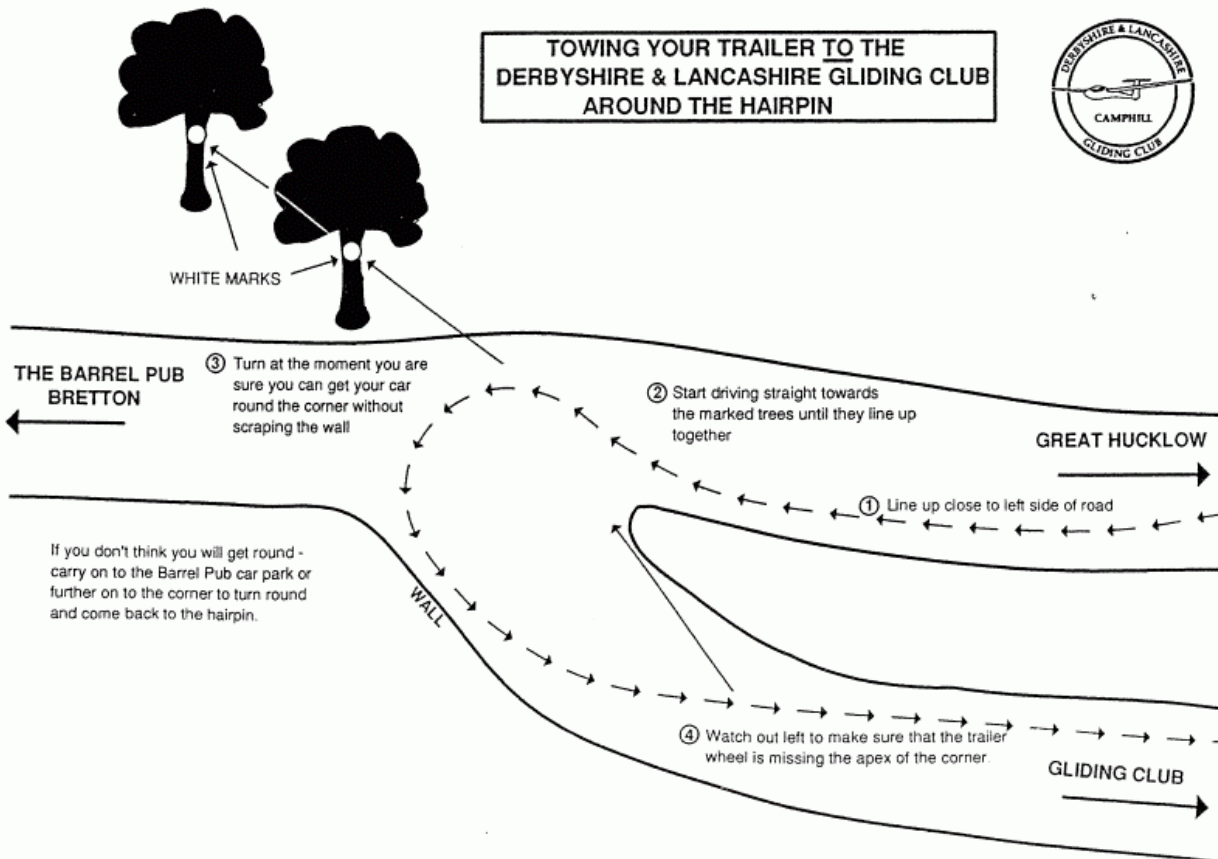 TOWING YOUR TRAILER TO THE
DERBYSHIRE & LANCASHIRE GLIDING CLUB
AROUND THE HAIRPIN
DERBYSHIRE & LANCASHIRE
CAMPHILL
GLIDING CLUB
WHITE MARKS
THE BARREL PUB
BRETTON
③ Turn at the moment you are
sure you can get your car
round the corner without
scraping the wall
② Start driving straight towards
the marked trees until they line up
together
GREAT HUCKLOW
① Line up close to left side of road
If you don't think you will get round -
carry on to the Barrel Pub car park or
further on to the corner to turn round
and come back to the hairpin.
WALL
④ Watch out left to make sure that the trailer
wheel is missing the apex of the corner.
GLIDING CLUB